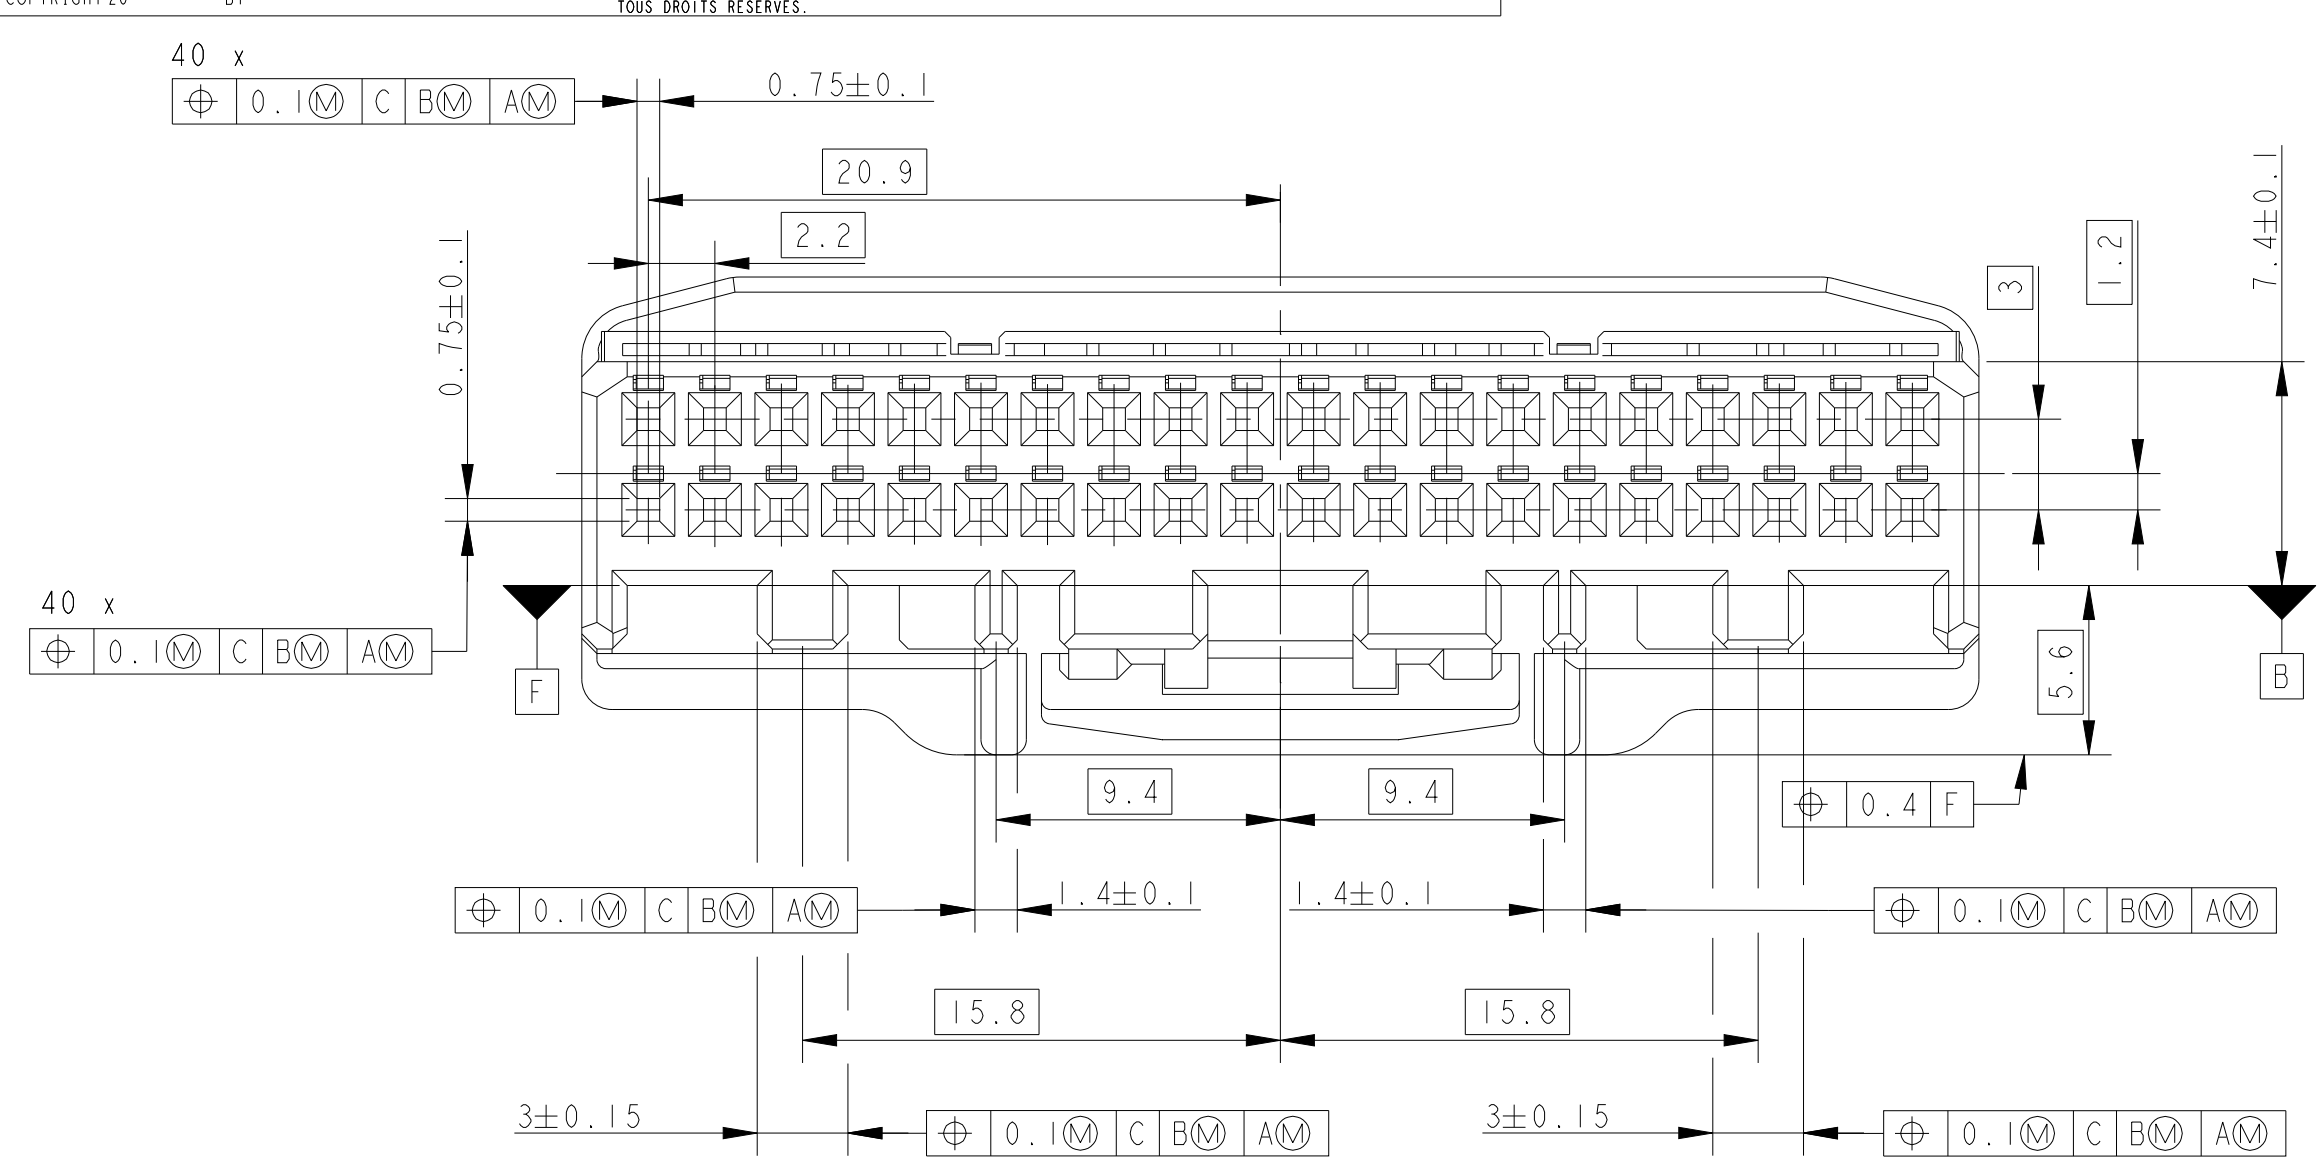 TOUS DROITS RESERVES.
40 x
⌖ 0.1Ⓜ C BⓂ AⓂ
0.75±0.1
20.9
2.2
0.75±0.1
3
1.2
7.4±0.1
40 x
⌖ 0.1Ⓜ C BⓂ AⓂ
F
5.6
B
9.4
9.4
⌖ 0.4 F
⌖ 0.1Ⓜ C BⓂ AⓂ
1.4±0.1
1.4±0.1
⌖ 0.1Ⓜ C BⓂ AⓂ
15.8
15.8
3±0.15
⌖ 0.1Ⓜ C BⓂ AⓂ
3±0.15
⌖ 0.1Ⓜ C BⓂ AⓂ